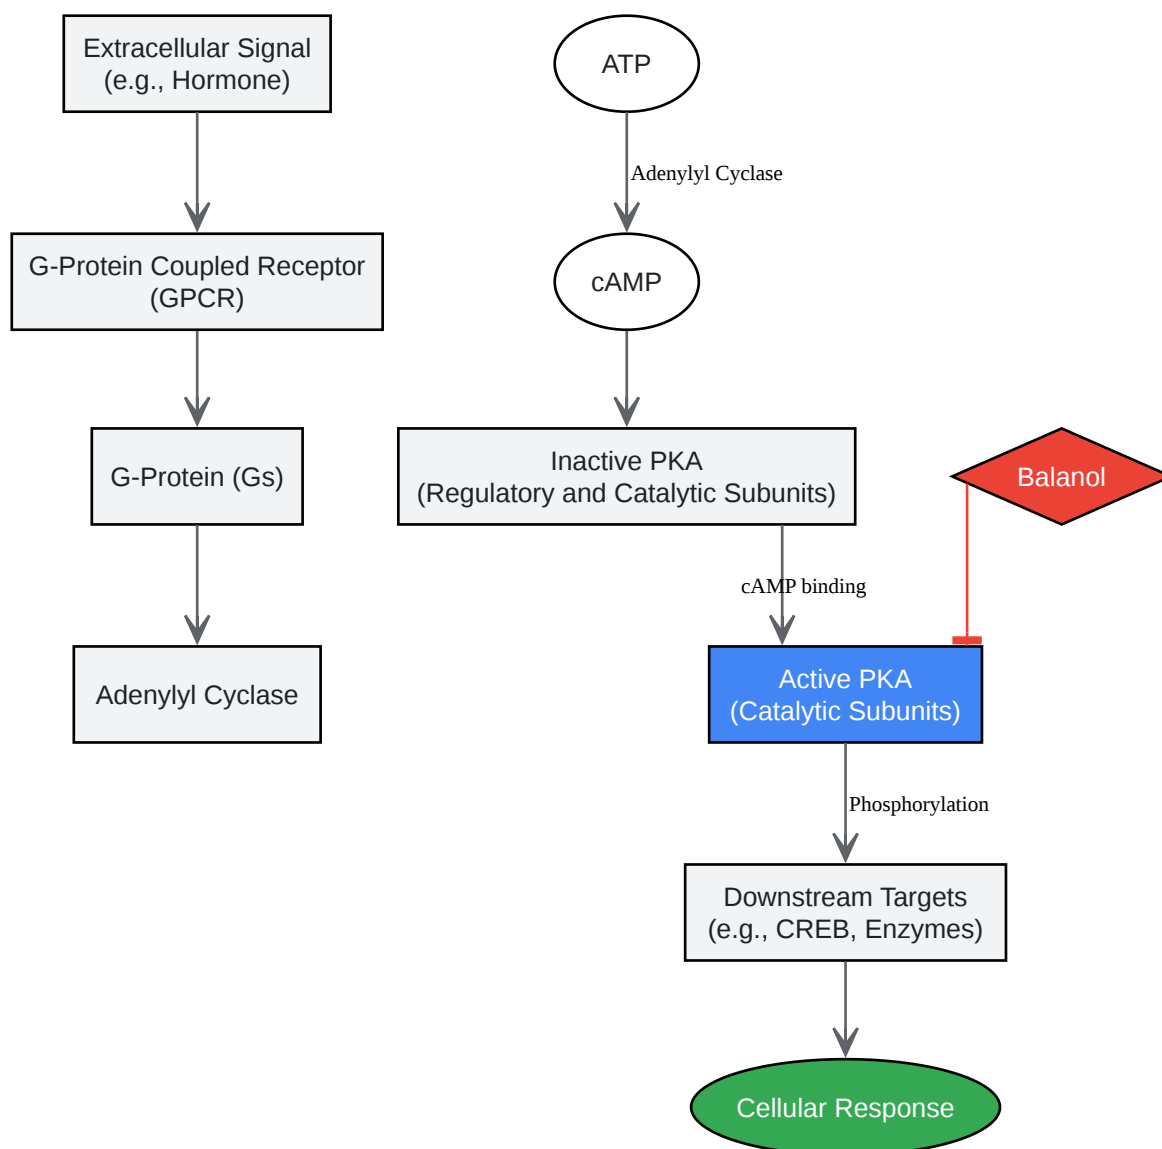 Extracellular Signal
(e.g., Hormone)
ATP
Adenylyl Cyclase
G-Protein Coupled Receptor
(GPCR)
cAMP
G-Protein (Gs)
Inactive PKA
(Regulatory and Catalytic Subunits)
Balanol
cAMP binding
Adenylyl Cyclase
Active PKA
(Catalytic Subunits)
Phosphorylation
Downstream Targets
(e.g., CREB, Enzymes)
Cellular Response